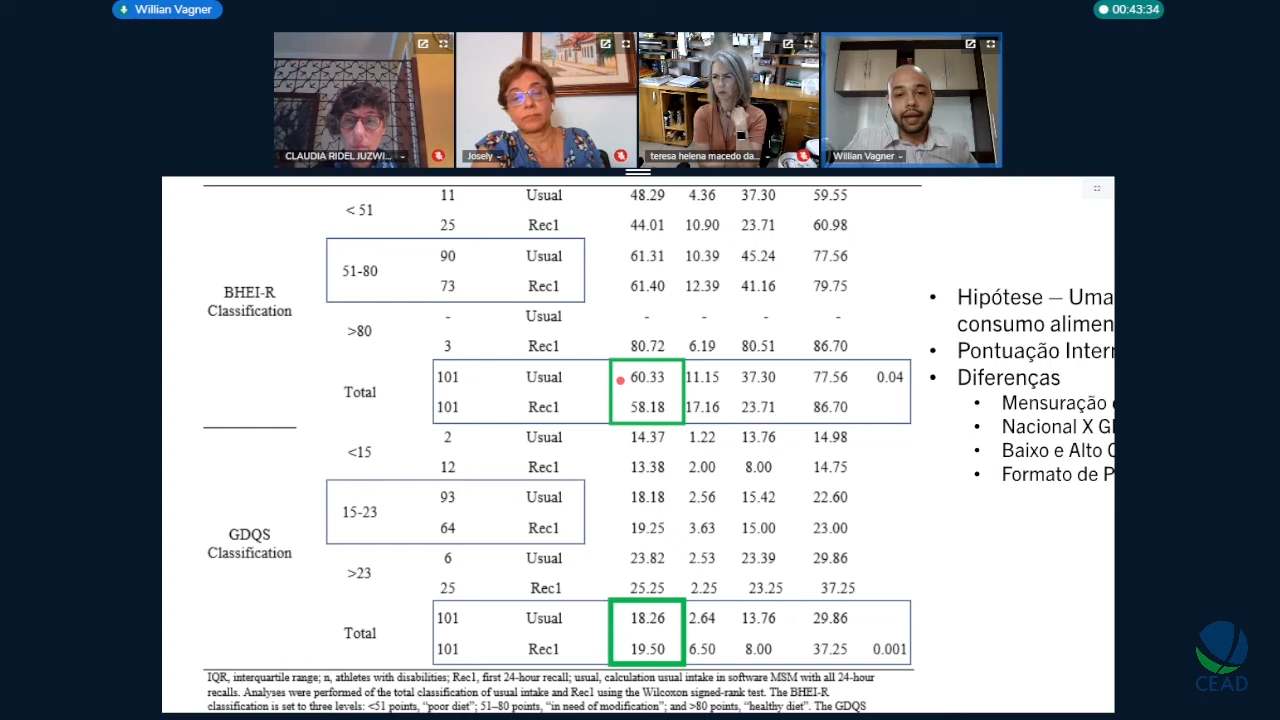 Willian Vagner
00:43:34
CLAUDIA RIDEL JUZWI...
Josely
teresa helena macedo da...
Willian Vagner
< 51
11 Usual 48.29 4.36 37.30 59.55
25 Rec1 44.01 10.90 23.71 60.98
BHEI-R
Classification
51-80
90 Usual 61.31 10.39 45.24 77.56
73 Rec1 61.40 12.39 41.16 79.75
>80
- Usual - - - -
3 Rec1 80.72 6.19 80.51 86.70
Total
101 Usual 60.33 11.15 37.30 77.56 0.04
101 Rec1 58.18 17.16 23.71 86.70
<15
2 Usual 14.37 1.22 13.76 14.98
12 Rec1 13.38 2.00 8.00 14.75
GDQS
Classification
15-23
93 Usual 18.18 2.56 15.42 22.60
64 Rec1 19.25 3.63 15.00 23.00
>23
6 Usual 23.82 2.53 23.39 29.86
25 Rec1 25.25 2.25 23.25 37.25
Total
101 Usual 18.26 2.64 13.76 29.86
101 Rec1 19.50 6.50 8.00 37.25 0.001
IQR, interquartile range; n, athletes with disabilities; Rec1, first 24-hour recall; usual, calculation usual intake in software MSM with all 24-hour
recalls. Analyses were performed of the total classification of usual intake and Rec1 using the Wilcoxon signed-rank test. The BHEI-R
classification is set to three levels: <51 points, “poor diet”; 51–80 points, “in need of modification”; and >80 points, “healthy diet”. The GDQS
• Hipótese – Uma
consumo alimen
• Pontuação Inter
• Diferenças
• Mensuração
• Nacional X Gl
• Baixo e Alto
• Formato de P
CEAD